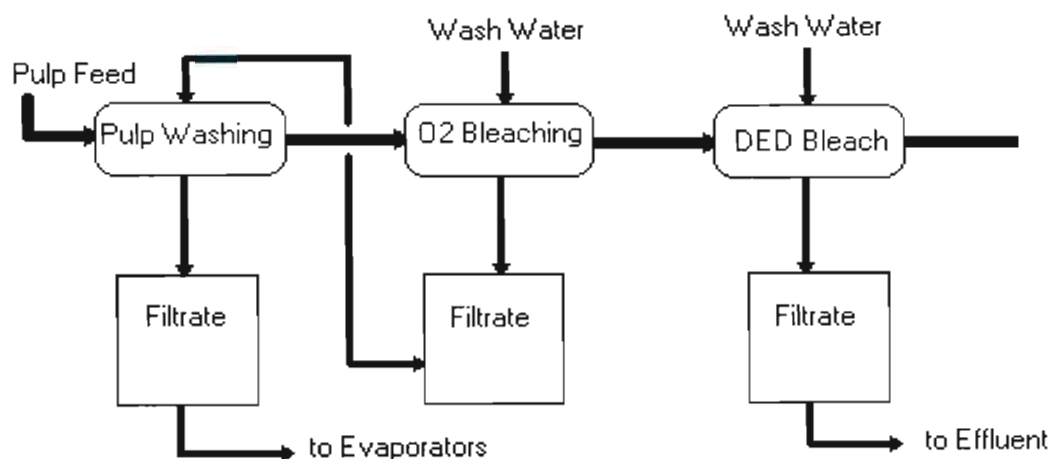 Wash Water
Wash Water
Pulp Feed
Pulp Washing
O2 Bleaching
DED Bleach
Filtrate
Filtrate
Filtrate
to Evaporators
to Effluent